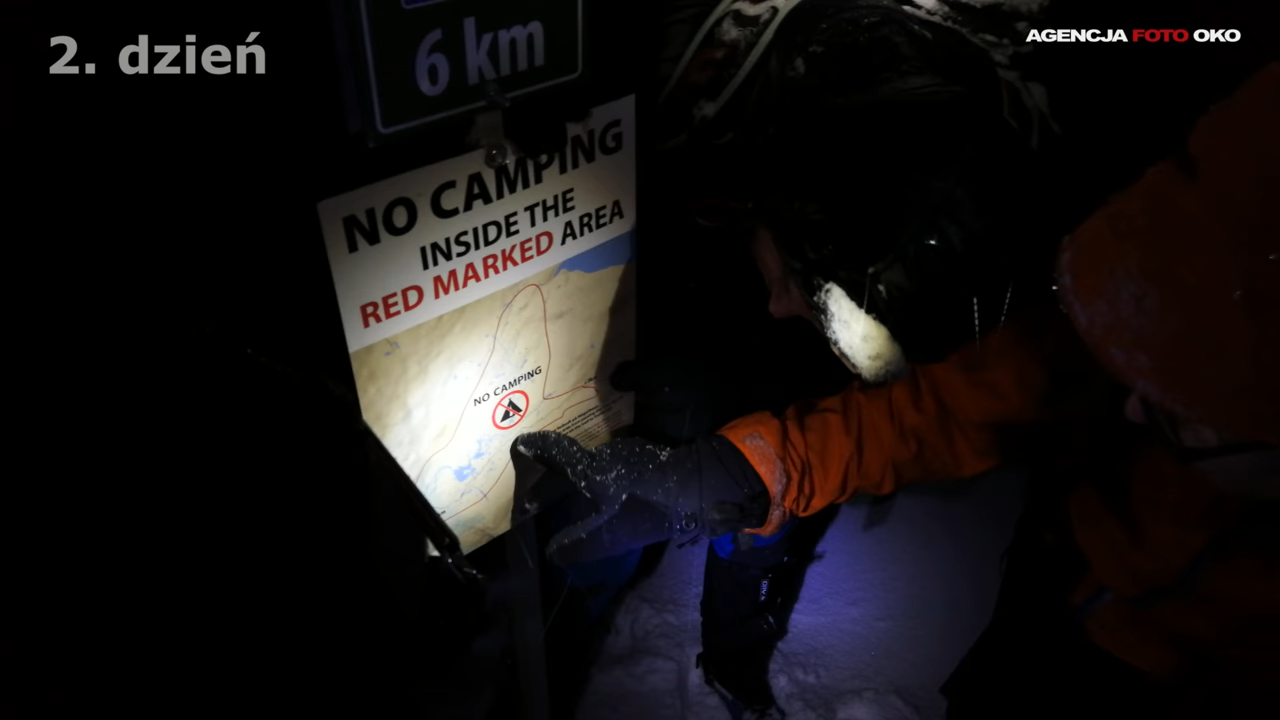 2. dzień
AGENCJA FOTO OKO
6 km
NO CAMPING
INSIDE THE
RED MARKED AREA
NO CAMPING